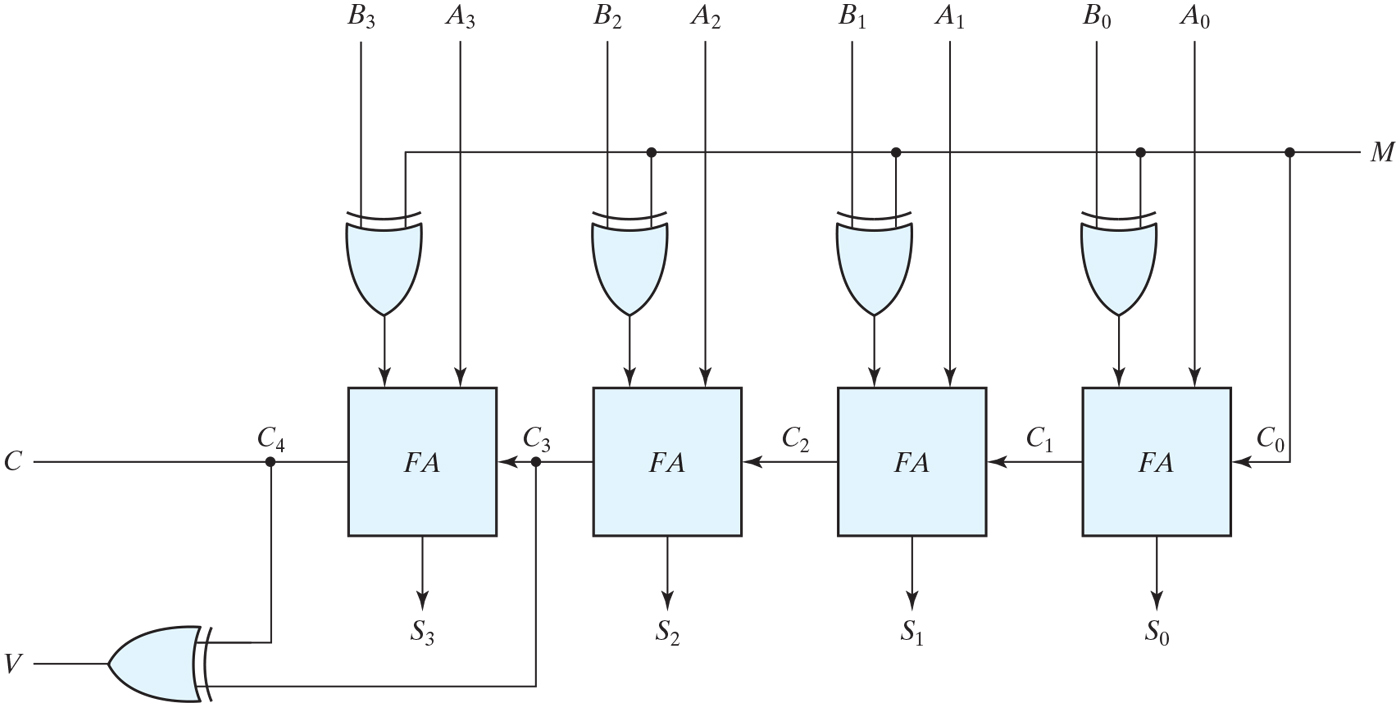 B₃ A₃ B₂ A₂ B₁ A₁ B₀ A₀
M
C C₄ FA C₃ FA C₂ FA C₁ FA C₀
S₃ S₂ S₁ S₀
V